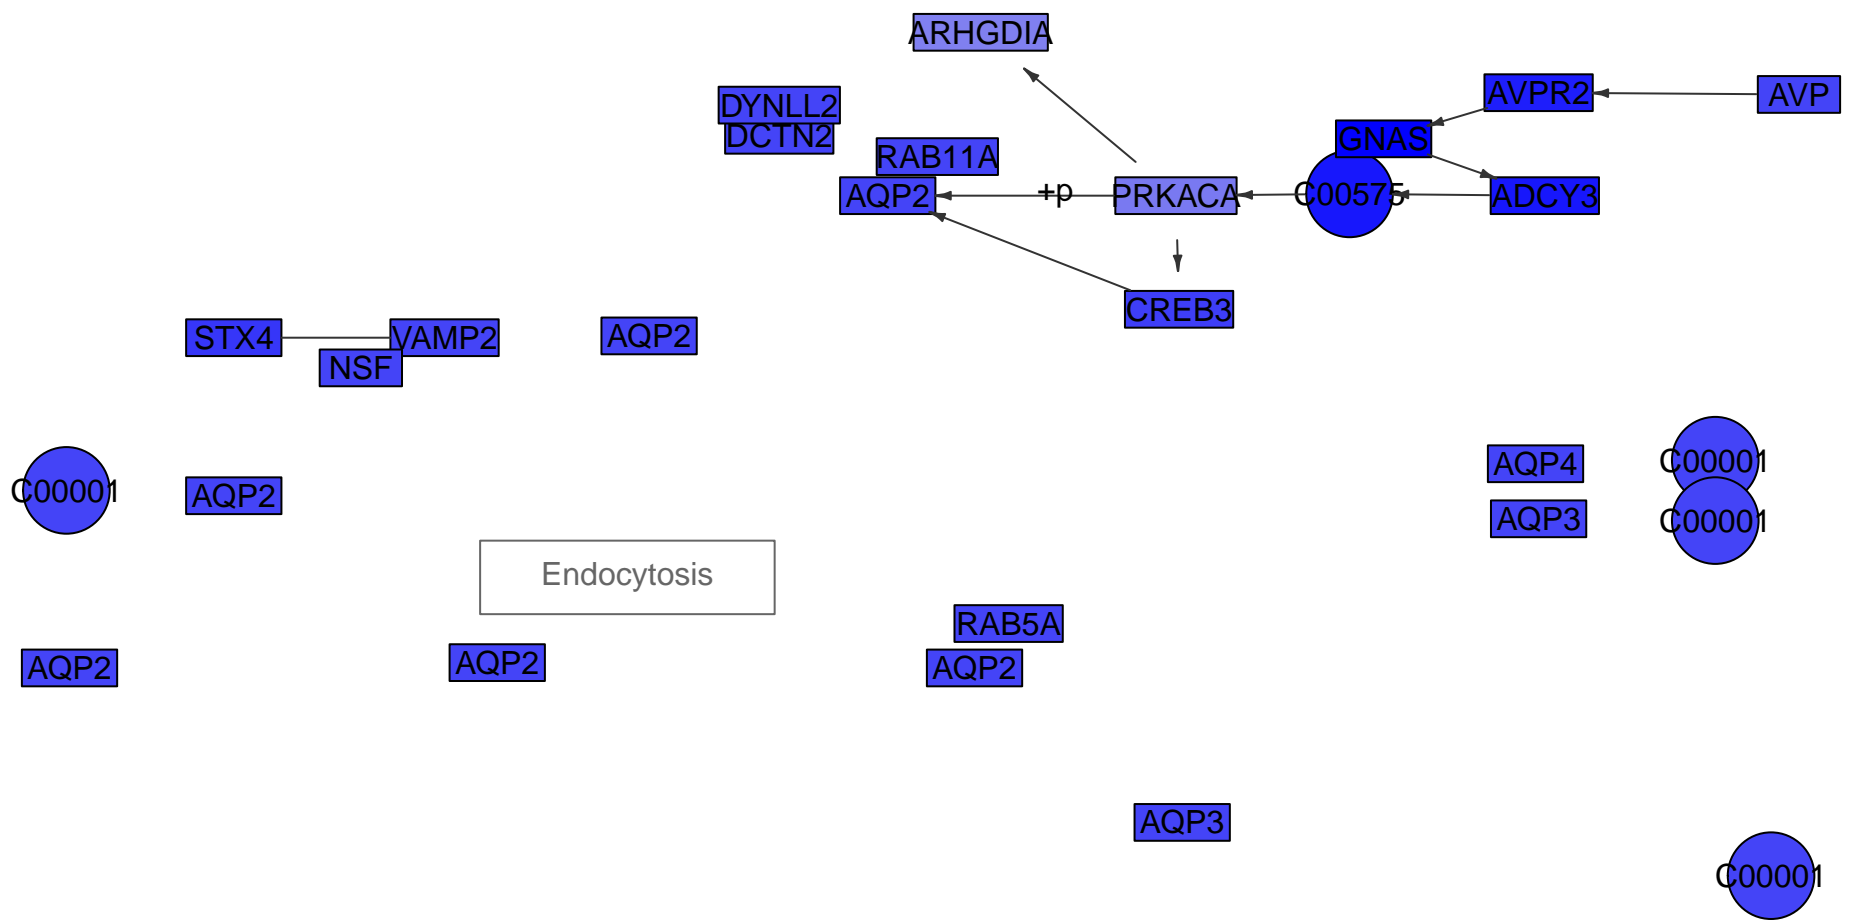 ARHGDIA
DYNLL2
AVPR2
AVP
DCTN2
GNAS
RAB11A
AQP2
+p
PRKACA
C00575
ADCY3
CREB3
STX4
VAMP2
AQP2
NSF
C00001
AQP2
AQP4
C00001
AQP3
C00001
Endocytosis
RAB5A
AQP2
AQP2
AQP2
AQP3
C00001